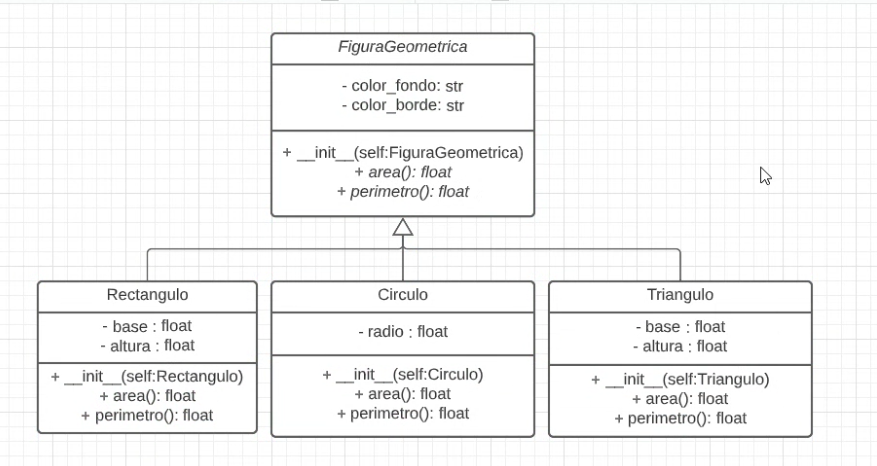 FiguraGeometrica
- color_fondo: str
- color_borde: str
+ __init__(self:FiguraGeometrica)
+ area(): float
+ perimetro(): float
Rectangulo
- base : float
- altura : float
+ __init__(self:Rectangulo)
+ area(): float
+ perimetro(): float
Circulo
- radio : float
+ __init__(self:Circulo)
+ area(): float
+ perimetro(): float
Triangulo
- base : float
- altura : float
+ __init__(self:Triangulo)
+ area(): float
+ perimetro(): float